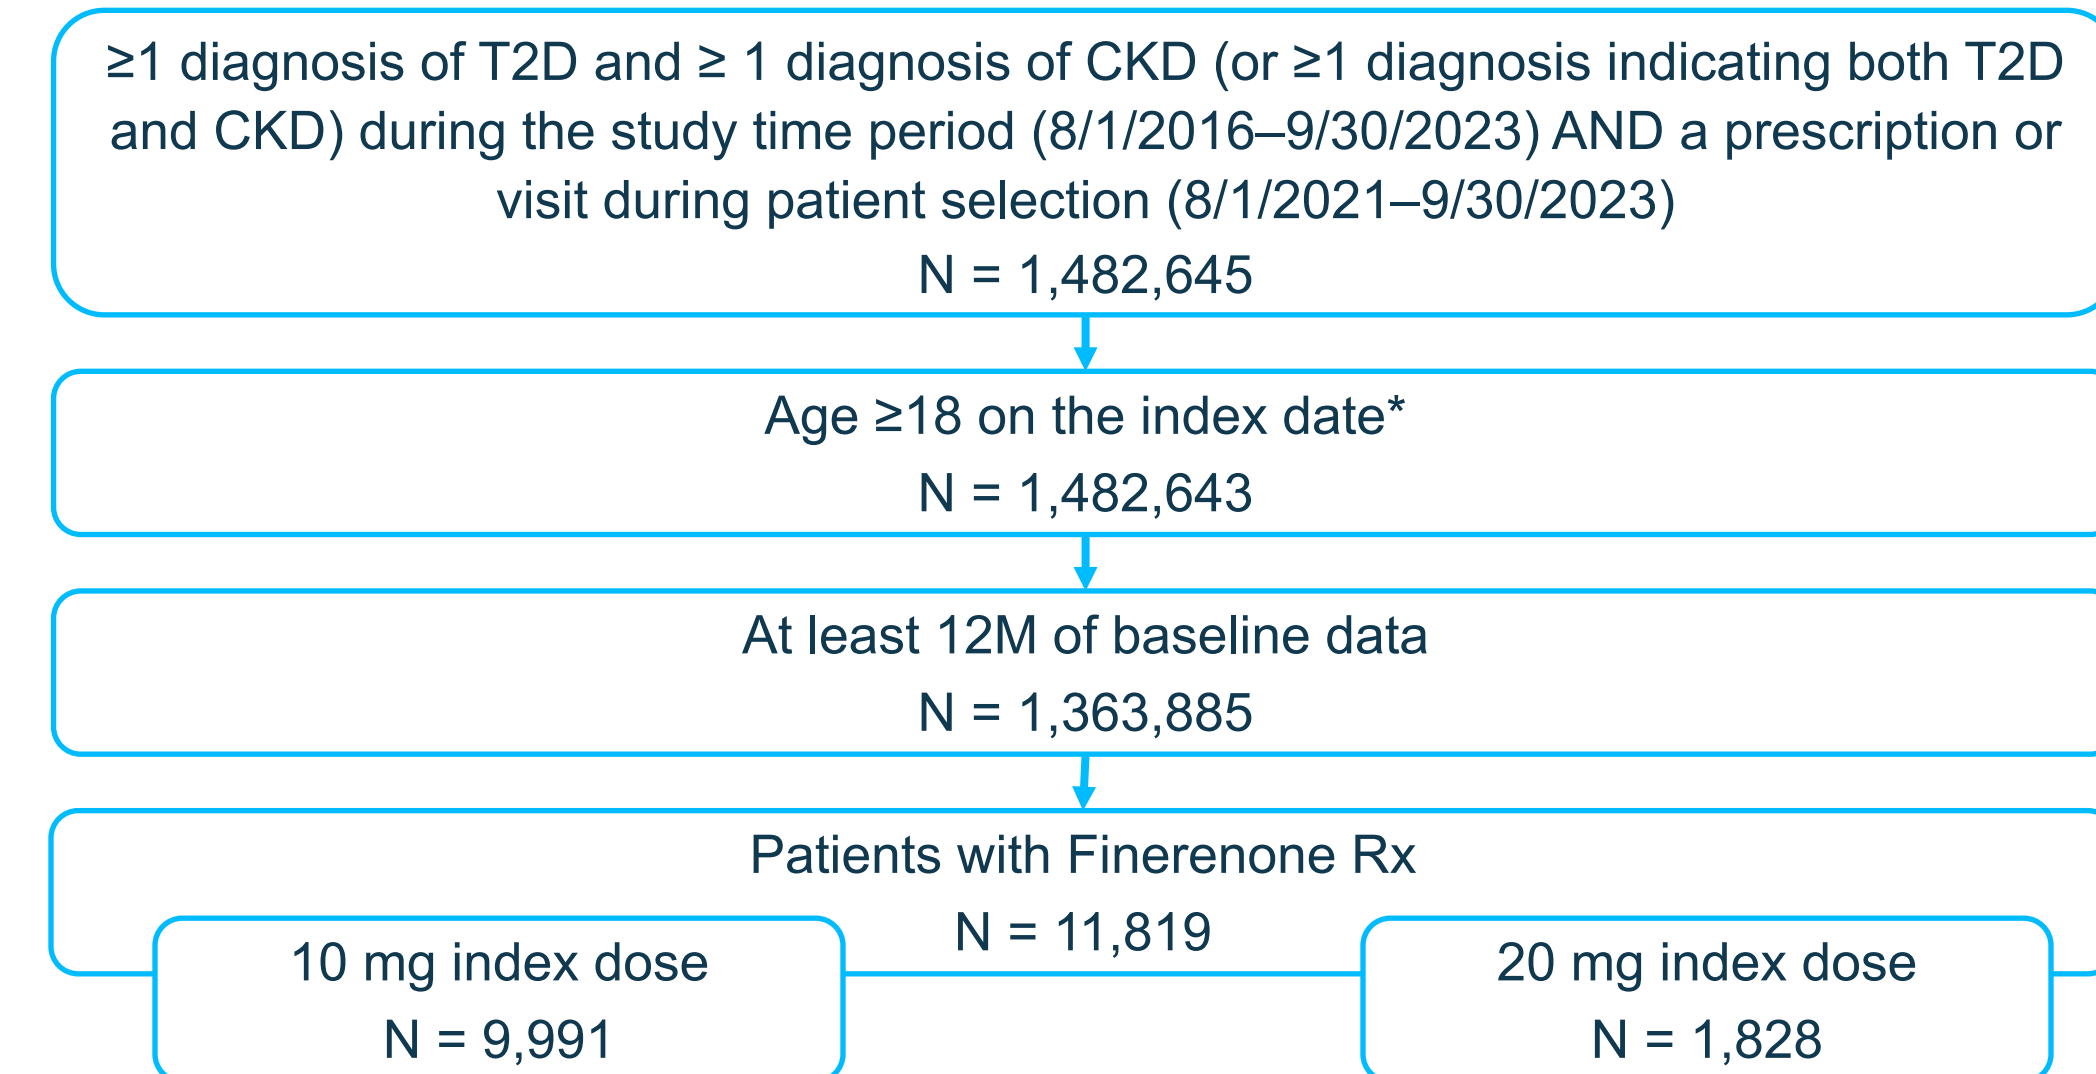 ≥1 diagnosis of T2D and ≥ 1 diagnosis of CKD (or ≥1 diagnosis indicating both T2D
and CKD) during the study time period (8/1/2016–9/30/2023) AND a prescription or
visit during patient selection (8/1/2021–9/30/2023)
N = 1,482,645
Age ≥18 on the index date*
N = 1,482,643
At least 12M of baseline data
N = 1,363,885
Patients with Finerenone Rx
N = 11,819
10 mg index dose
N = 9,991
20 mg index dose
N = 1,828